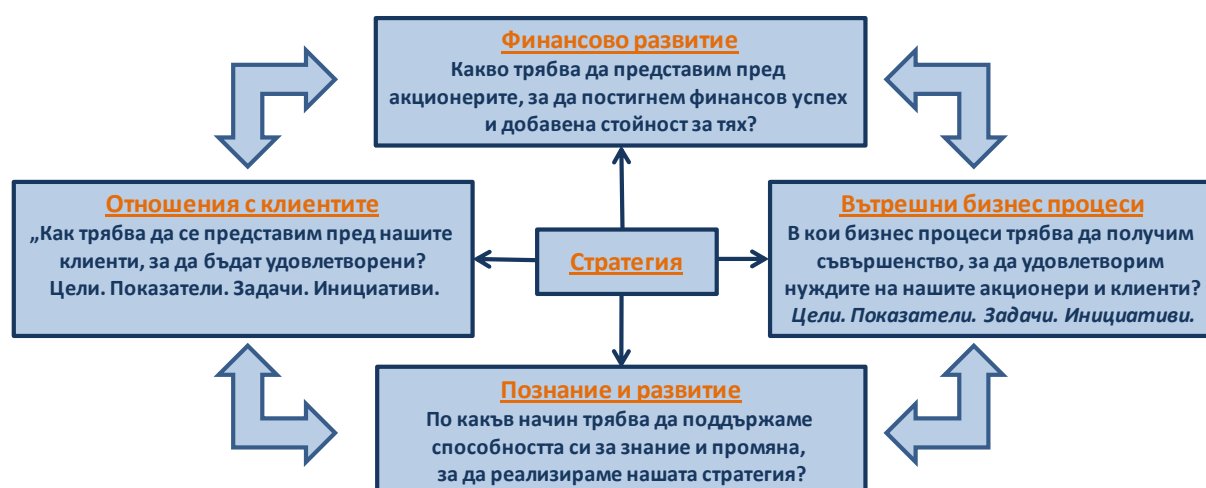 Финансово развитие
Какво трябва да представим пред
акционерите, за да постигнем финансов успех
и добавена стойност за тях?
Отношения с клиентите
„Как трябва да се представим пред нашите
клиенти, за да бъдат удовлетворени?
Цели. Показатели. Задачи. Инициативи.
Стратегия
Вътрешни бизнес процеси
В кои бизнес процеси трябва да получим
съвършенство, за да удовлетворим
нуждите на нашите акционери и клиенти?
Цели. Показатели. Задачи. Инициативи.
Познание и развитие
По какъв начин трябва да поддържаме
способността си за знание и промяна,
за да реализираме нашата стратегия?